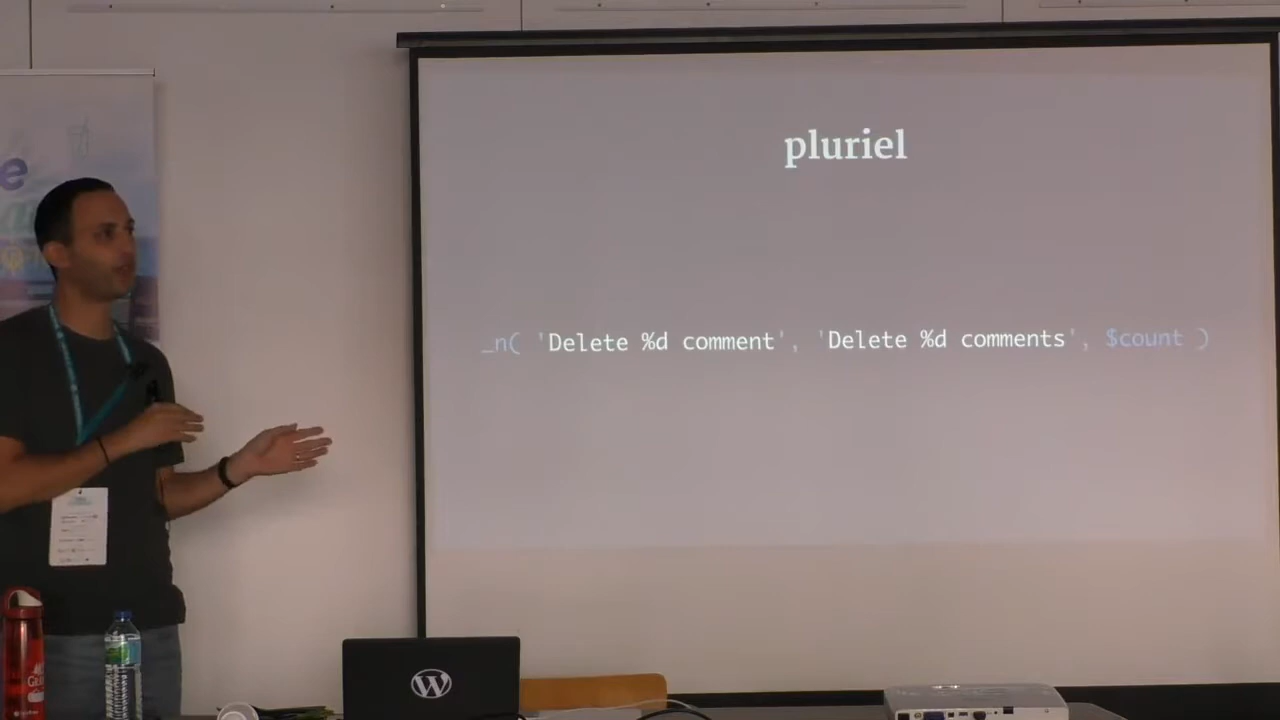 pluriel
_n( 'Delete %d comment', 'Delete %d comments', $count )